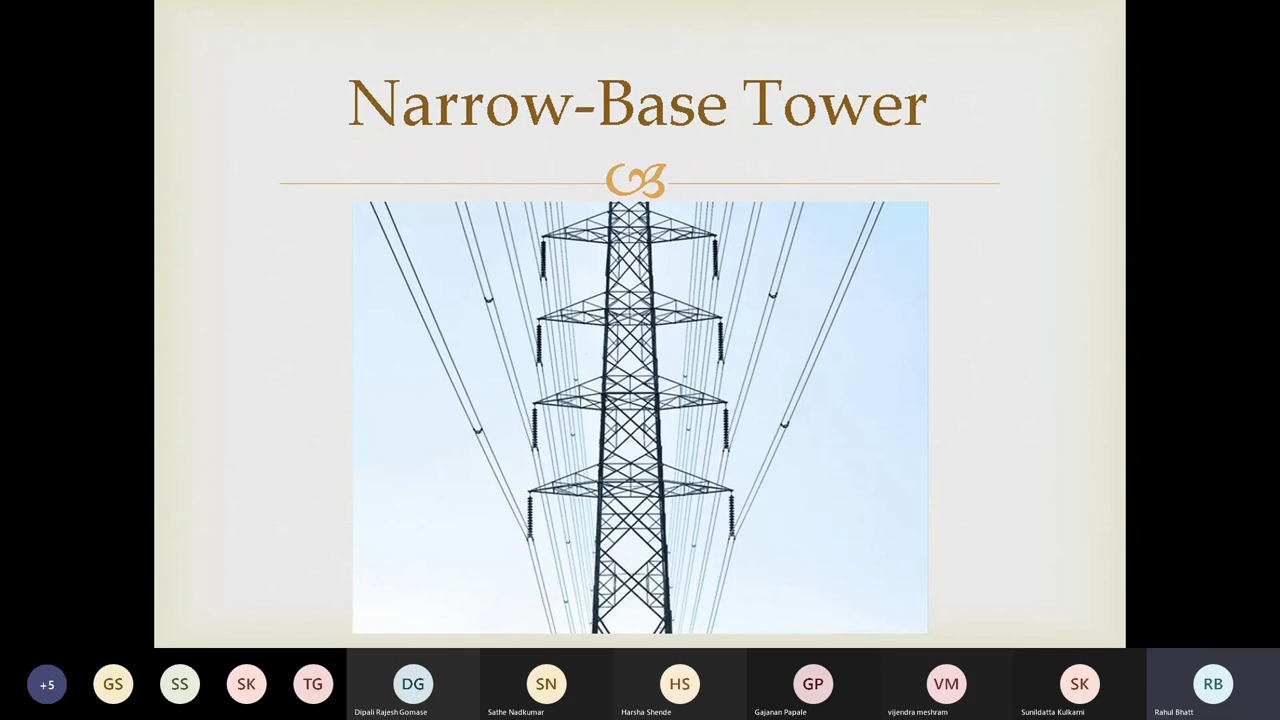 Narrow-Base Tower
+5
GS
SS
SK
TG
DG
SN
HS
GP
VM
SK
RB
Dipali Rajesh Gomase
Sathe Nadkumar
Harsha Shende
Gajanan Papale
vijendra meshram
Sunildatta Kulkarni
Rahul Bhatt